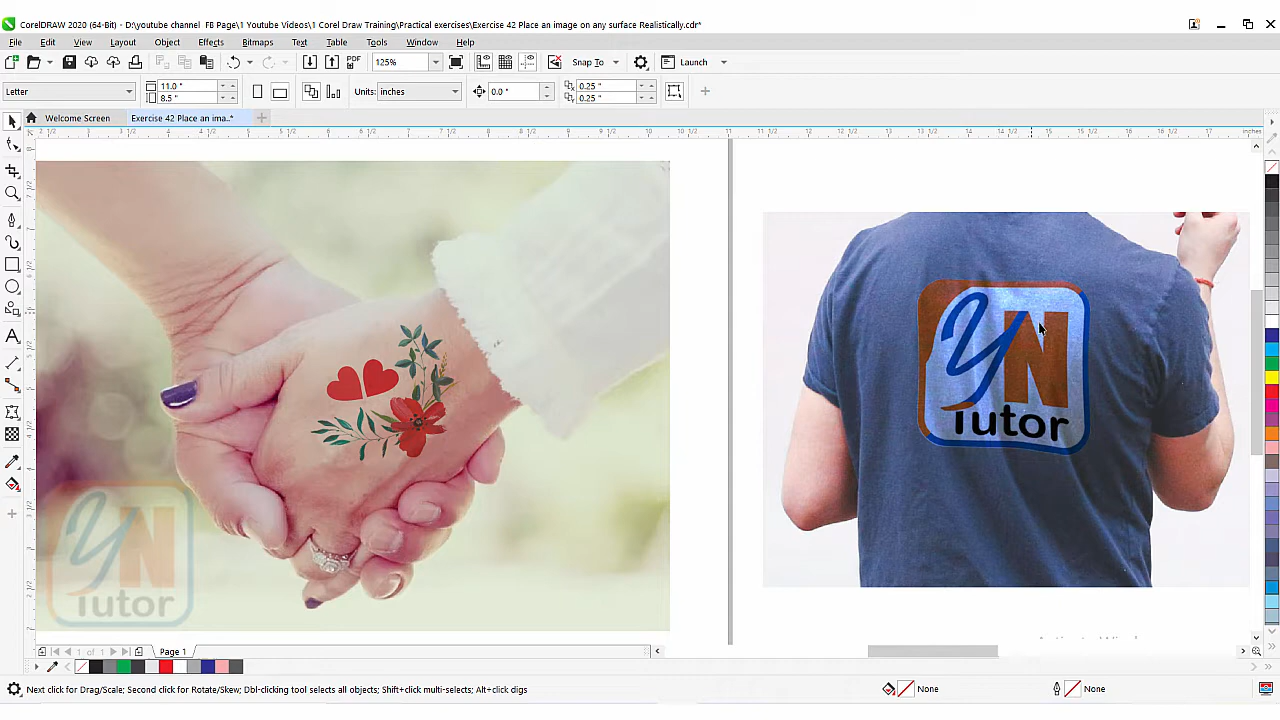 CorelDRAW 2020 (64-Bit) - D:\youtube channel FB Page\1 Youtube Videos\1 Corel Draw Training\Practical exercises\Exercise 42 Place an image on any surface Realistically.cdr*
File Edit View Layout Object Effects Bitmaps Text Table Tools Window Help
PDF 125% Snap To Launch
Letter 11.0 " 8.5 " Units: inches 0.0 " 0.25 " 0.25 "
Welcome Screen Exercise 42 Place an ima..*
inches
YN
Tutor
YN
Tutor
1 of 1 Page 1
Next click for Drag/Scale; Second click for Rotate/Skew; Dbl-clicking tool selects all objects; Shift+click multi-selects; Alt+click digs None None